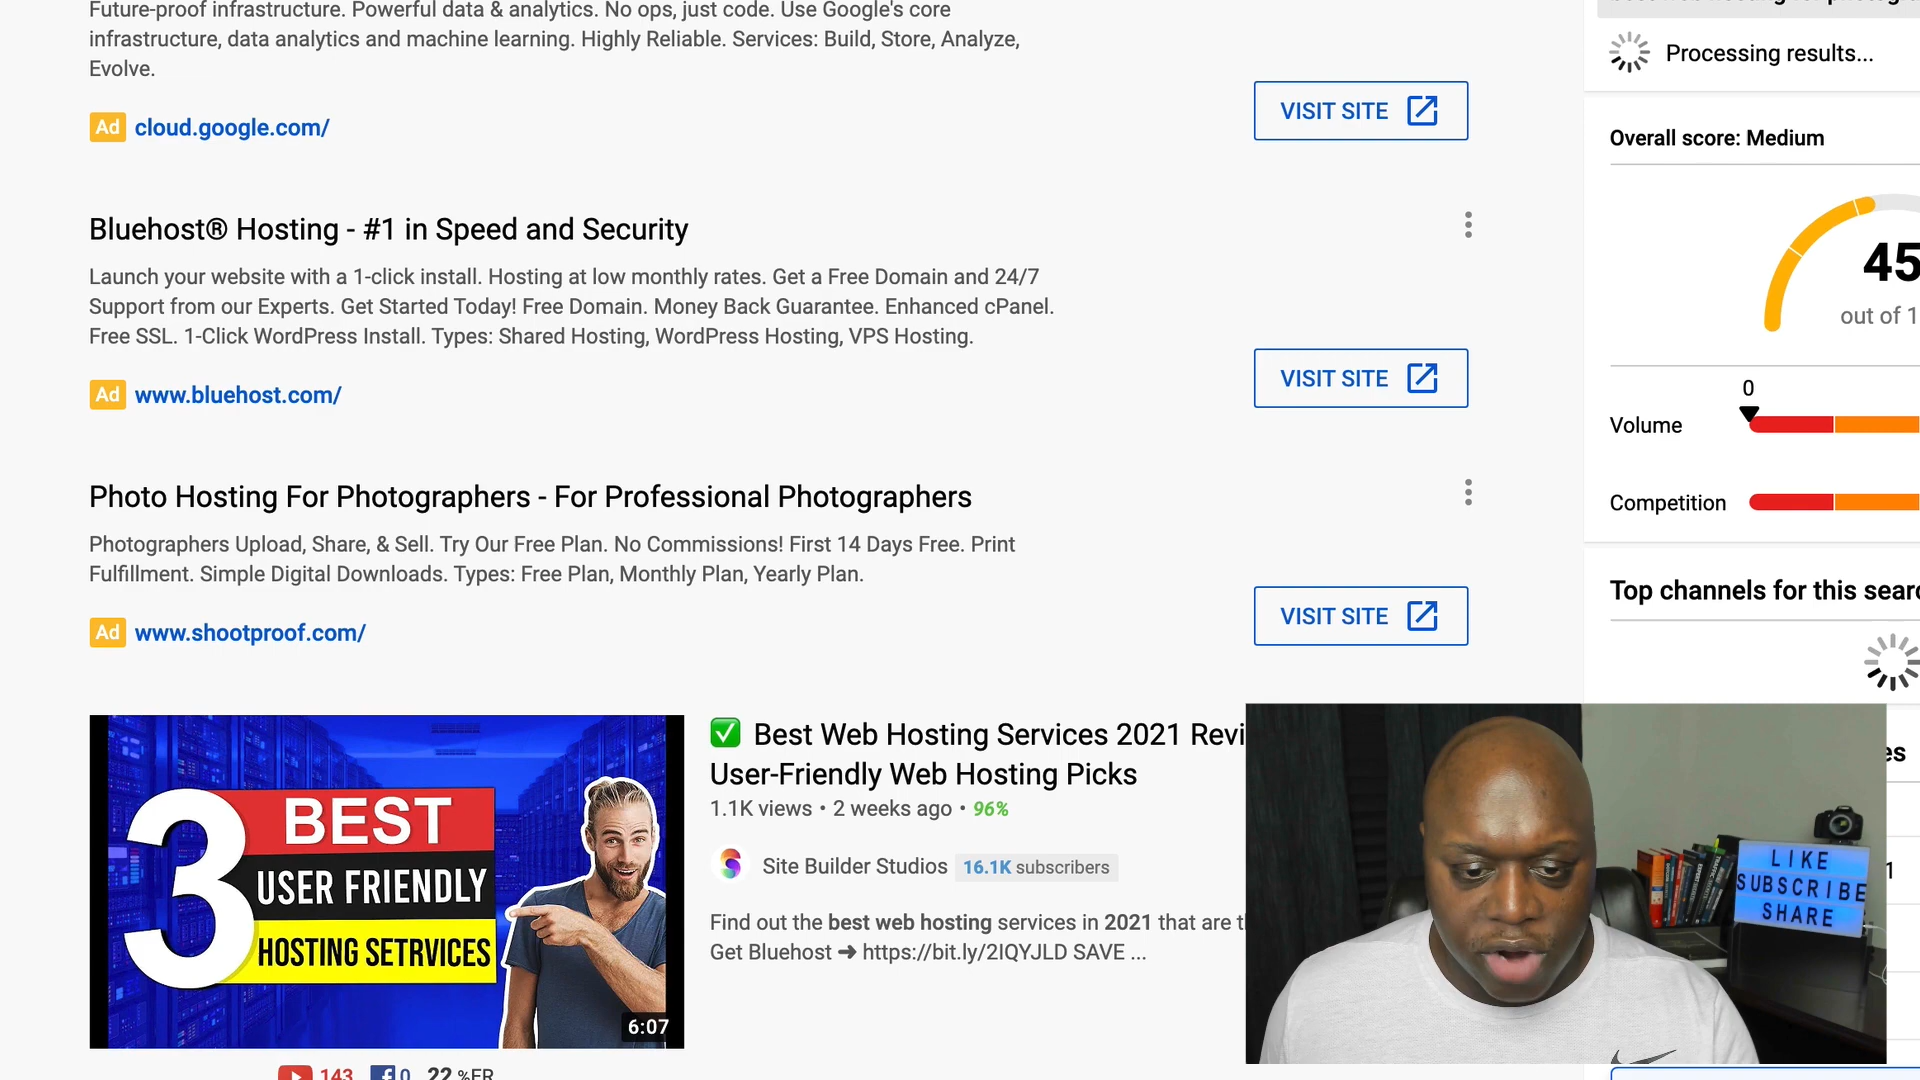 Future-proof infrastructure. Powerful data & analytics. No ops, just code. Use Google's core
infrastructure, data analytics and machine learning. Highly Reliable. Services: Build, Store, Analyze,
Evolve.
Ad cloud.google.com/
VISIT SITE
Bluehost® Hosting - #1 in Speed and Security
Launch your website with a 1-click install. Hosting at low monthly rates. Get a Free Domain and 24/7
Support from our Experts. Get Started Today! Free Domain. Money Back Guarantee. Enhanced cPanel.
Free SSL. 1-Click WordPress Install. Types: Shared Hosting, WordPress Hosting, VPS Hosting.
Ad www.bluehost.com/
VISIT SITE
Photo Hosting For Photographers - For Professional Photographers
Photographers Upload, Share, & Sell. Try Our Free Plan. No Commissions! First 14 Days Free. Print
Fulfillment. Simple Digital Downloads. Types: Free Plan, Monthly Plan, Yearly Plan.
Ad www.shootproof.com/
VISIT SITE
3 BEST
USER FRIENDLY
HOSTING SETRVICES
6:07
143 0 22 %ER
✅ Best Web Hosting Services 2021 Revi
User-Friendly Web Hosting Picks
1.1K views • 2 weeks ago • 96%
Site Builder Studios 16.1K subscribers
Find out the best web hosting services in 2021 that are t
Get Bluehost ➜ https://bit.ly/2IQYJLD SAVE ...
Processing results...
Overall score: Medium
45
out of 1
0
Volume
Competition
Top channels for this sear
es
1
LIKE
SUBSCRIBE
SHARE